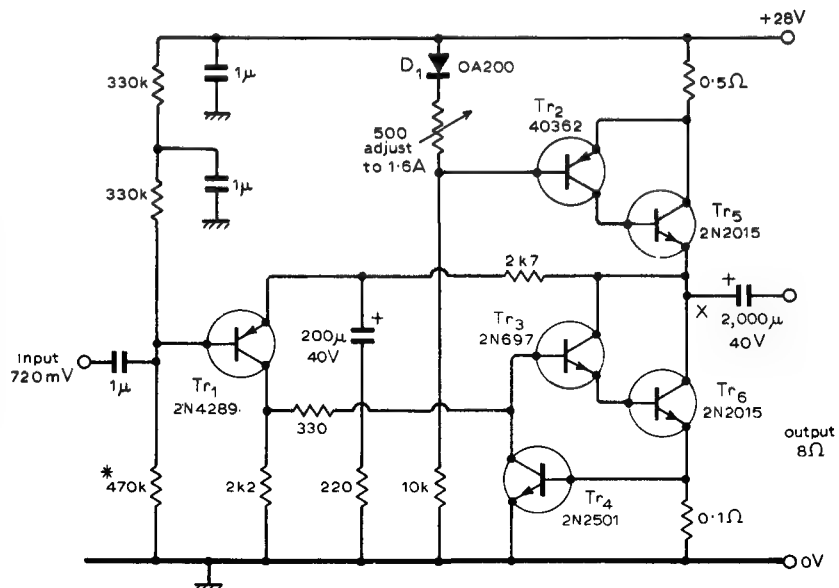 +28V
330k
1μ
D1
OA200
0·5Ω
500
adjust
to 1·6A
Tr2
40362
330k
1μ
Tr5
2N2015
2k7
+
X
2,000μ
40V
Tr3
2N697
200μ
40V
+
input
720mV
1μ
Tr1
2N4289.
Tr6
2N2015
330
output
8Ω
*
470k
2k2
220
10k
Tr4
2N2501
0·1Ω
0V